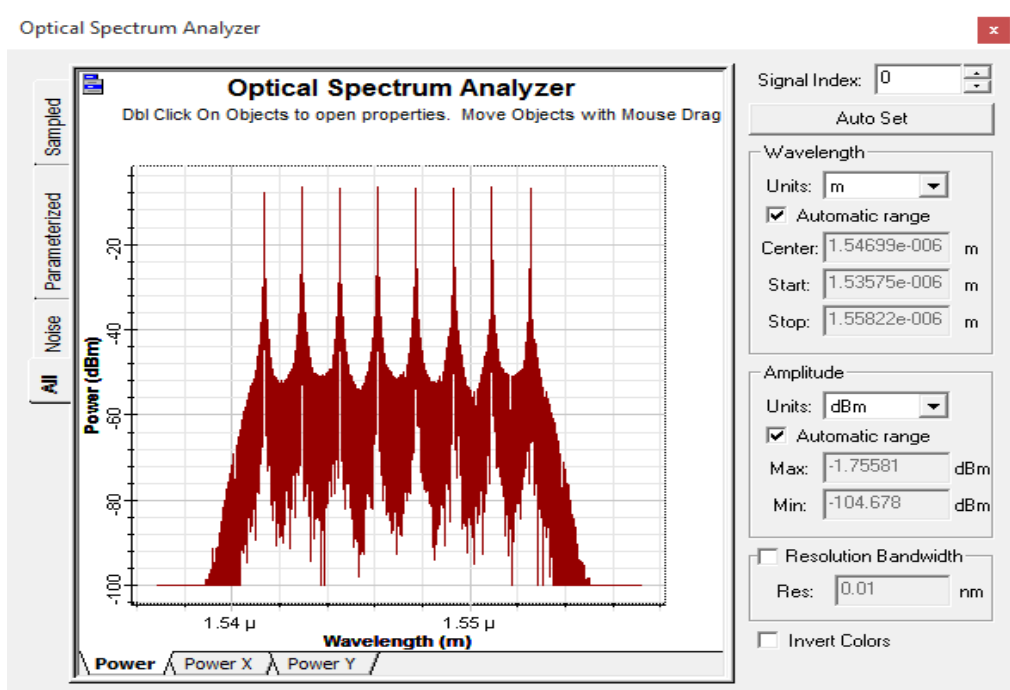 Optical Spectrum Analyzer
x
Sampled
Parameterized
Noise
All
Optical Spectrum Analyzer
Dbl Click On Objects to open properties. Move Objects with Mouse Drag
Power (dBm)
-20
-40
-60
-80
-100
1.54 µ
1.55 µ
Wavelength (m)
Power
Power X
Power Y
Signal Index: 0
Auto Set
Wavelength
Units: m
Automatic range
Center: 1.54699e-006 m
Start: 1.53575e-006 m
Stop: 1.55822e-006 m
Amplitude
Units: dBm
Automatic range
Max: -1.75581 dBm
Min: -104.678 dBm
Resolution Bandwidth
Res: 0.01 nm
Invert Colors